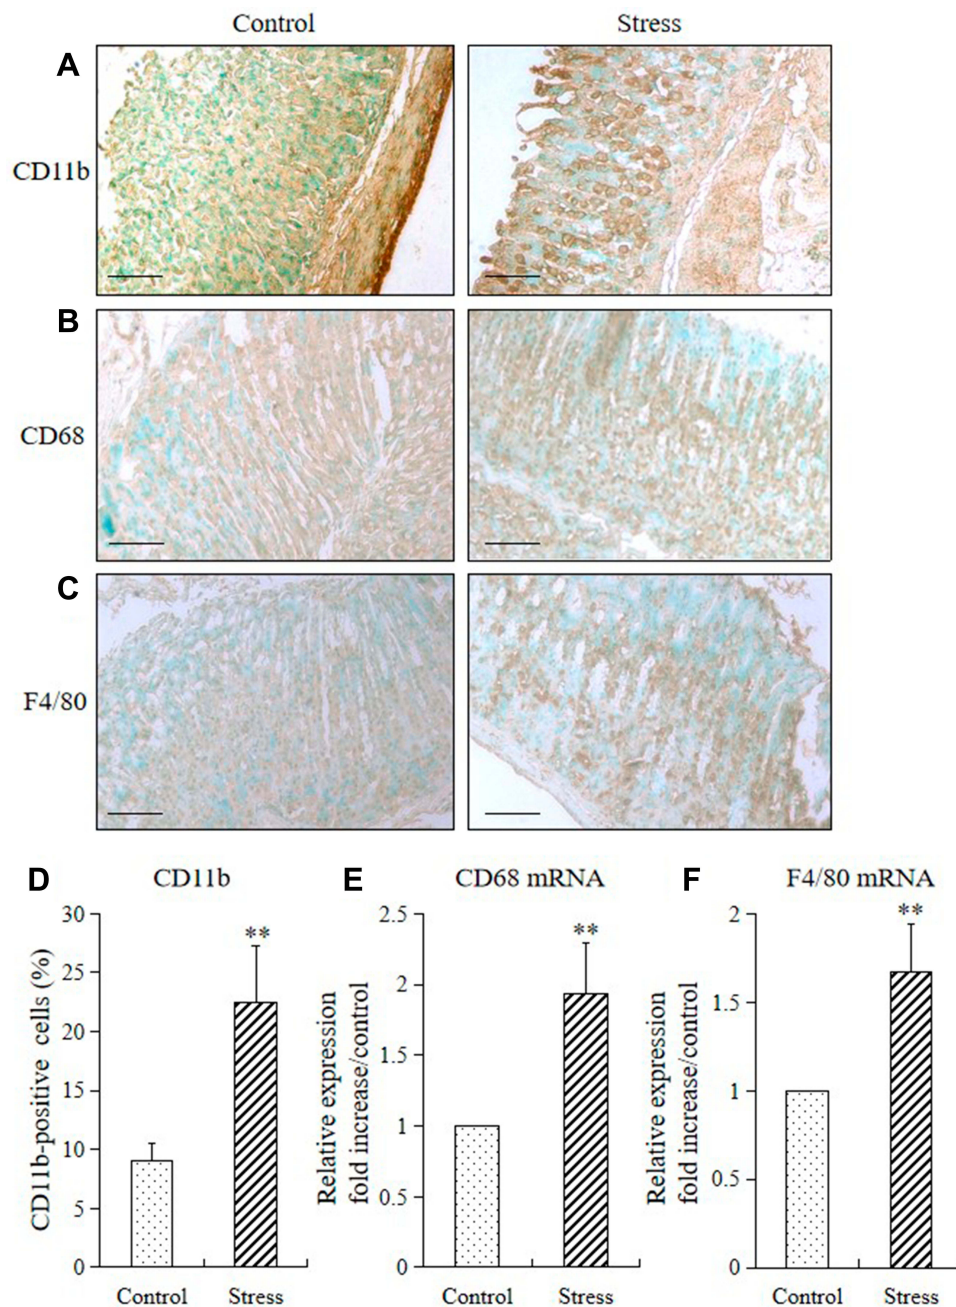 Control Stress
A
CD11b
B
CD68
C
F4/80
D CD11b
CD11b-positive cells (%)
30
25
20
15
10
5
0
Control Stress
E CD68 mRNA
Relative expression
fold increase/control
2.5
2
1.5
1
0.5
0
**
Control Stress
F F4/80 mRNA
Relative expression
fold increase/control
2
1.5
1
0.5
0
**
Control Stress
**